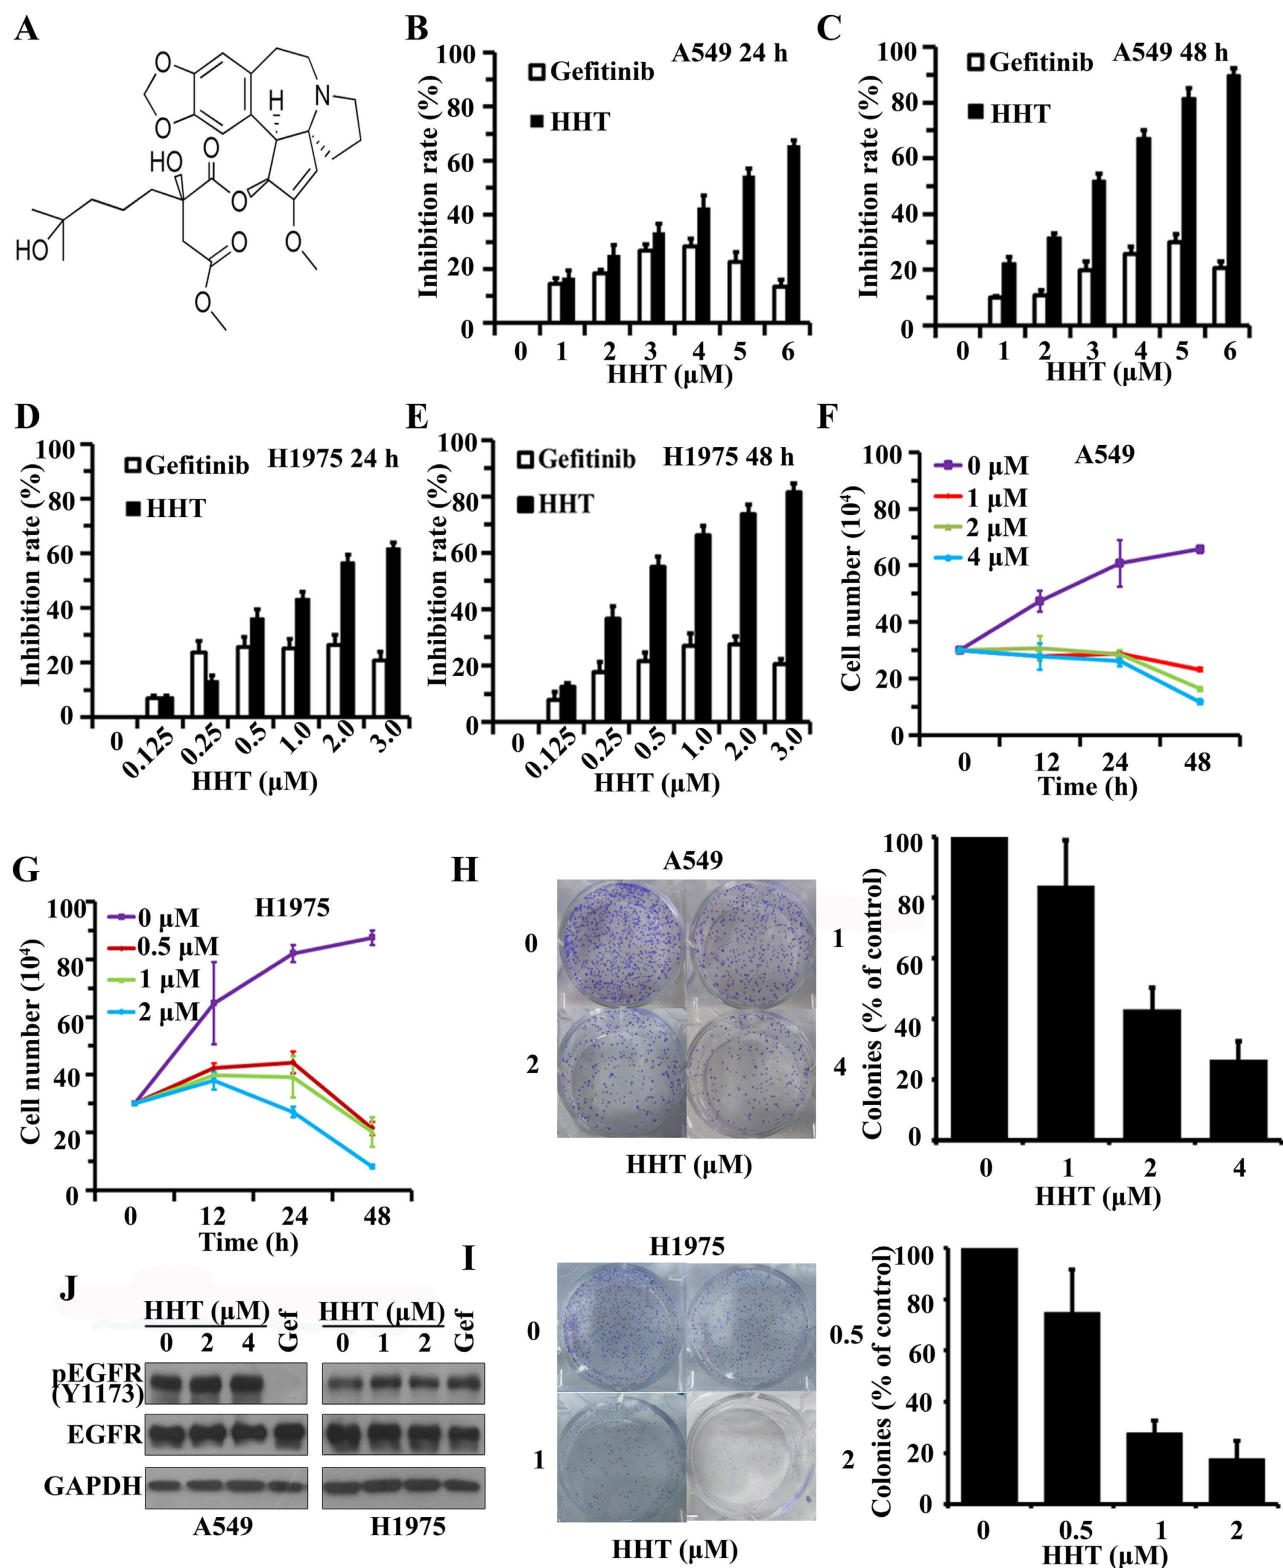 A
O
O
N
H
HO
O
O
HO
O
O
O
B
100
80
60
40
20
0
Inhibition rate (%)
Gefitinib
HHT
A549 24 h
0 1 2 3 4 5 6
HHT (μM)
C
100
80
60
40
20
0
Inhibition rate (%)
Gefitinib
HHT
A549 48 h
0 1 2 3 4 5 6
HHT (μM)
D
100
80
60
40
20
0
Inhibition rate (%)
Gefitinib
HHT
H1975 24 h
0 0.125 0.25 0.5 1.0 2.0 3.0
HHT (μM)
E
100
80
60
40
20
0
Inhibition rate (%)
Gefitinib
HHT
H1975 48 h
0 0.125 0.25 0.5 1.0 2.0 3.0
HHT (μM)
F
100
80
60
40
20
0
Cell number (10⁴)
0 μM
1 μM
2 μM
4 μM
A549
0 12 24 48
Time (h)
G
100
80
60
40
20
0
Cell number (10⁴)
0 μM
0.5 μM
1 μM
2 μM
H1975
0 12 24 48
Time (h)
H
A549
0 1
2 4
HHT (μM)
100
80
60
40
20
0
Colonies (% of control)
0 1 2 4
HHT (μM)
I
H1975
0 0.5
1 2
HHT (μM)
100
80
60
40
20
0
Colonies (% of control)
0 0.5 1 2
HHT (μM)
J
HHT (μM) Gef HHT (μM) Gef
0 2 4 0 1 2
pEGFR
(Y1173)
EGFR
GAPDH
A549 H1975